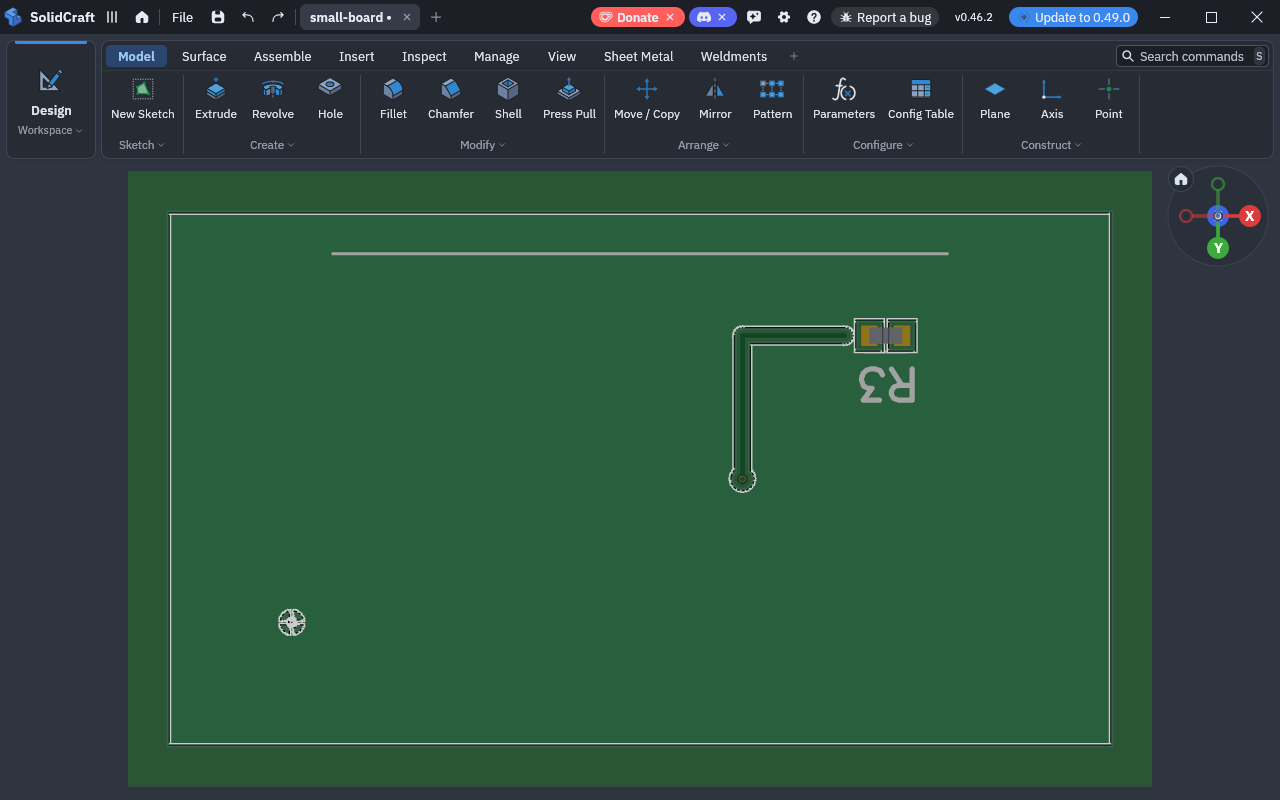 SolidCraft File small-board • Donate Report a bug v0.46.2 Update to 0.49.0
Model Surface Assemble Insert Inspect Manage View Sheet Metal Weldments Search commands S
Design
Workspace
New Sketch Extrude Revolve Hole Fillet Chamfer Shell Press Pull Move / Copy Mirror Pattern Parameters Config Table Plane Axis Point
Sketch Create Modify Arrange Configure Construct
X
Y
R3